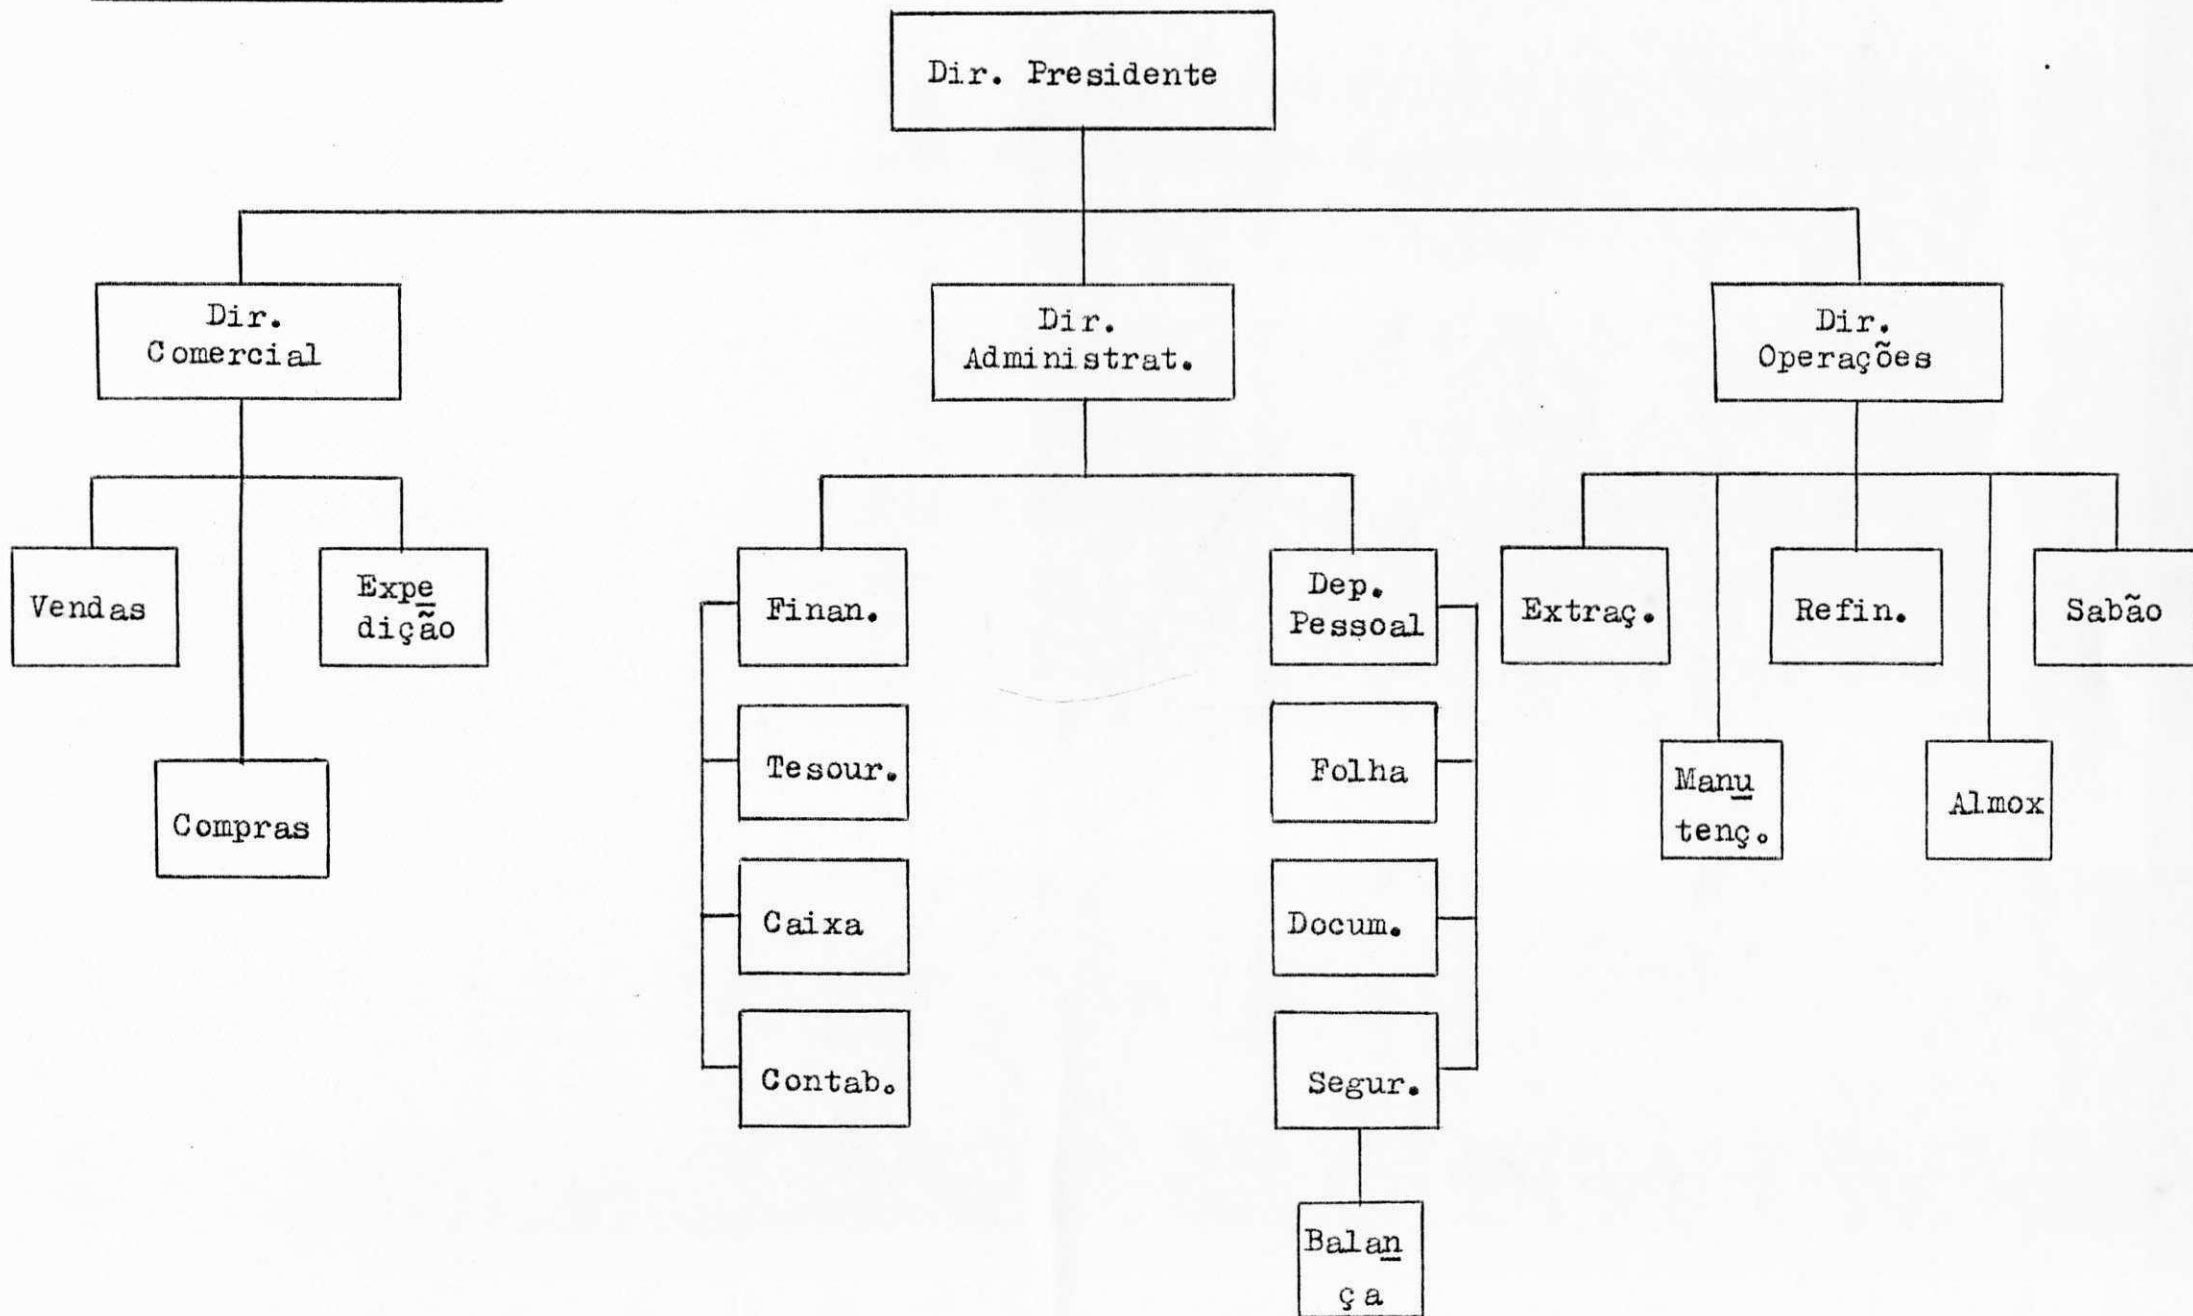 Dir. Presidente
Dir.
Comercial
Dir.
Administrat.
Dir.
Operações
Vendas
Expe
dição
Finan.
Dep.
Pessoal
Extraç.
Refin.
Sabão
Tesour.
Folha
Manu
tenç.
Almox
Compras
Caixa
Docum.
Contab.
Segur.
Balan
ça